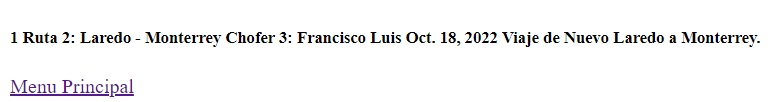 1 Ruta 2: Laredo - Monterrey Chofer 3: Francisco Luis Oct. 18, 2022 Viaje de Nuevo Laredo a Monterrey.
Menu Principal